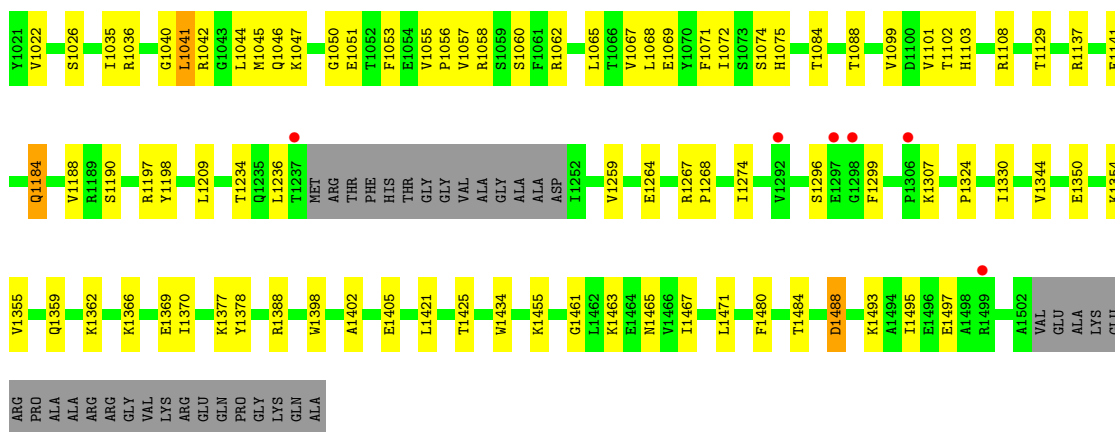 Y1021 V1022 S1026 I1035 R1036 G1040 L1041 R1042 G1043 L1044 M1045 Q1046 K1047 G1050 E1051 T1052 F1053 E1054 V1055 P1056 V1057 R1058 S1059 S1060 F1061 R1062 L1065 T1066 V1067 L1068 E1069 Y1070 F1071 I1072 S1073 S1074 H1075 T1084 T1088 V1099 D1100 V1101 T1102 H1103 R1108 T1129 R1137
Q1184 V1188 R1189 S1190 R1197 Y1198 L1209 T1234 Q1235 L1236 T1237 MET ARG THR PHE HIS THR GLY GLY VAL ALA GLY ALA ALA ASP I1252 V1259 E1264 R1267 P1268 I1274 V1292 S1296 E1297 G1298 F1299 P1306 K1307 P1324 I1330 V1344 E1350 K1354
V1355 Q1359 K1362 K1366 E1369 I1370 K1377 Y1378 R1388 W1398 A1402 E1405 L1421 T1425 W1434 K1455 G1461 L1462 K1463 E1464 N1465 V1466 I1467 L1471 F1480 T1484 D1488 K1493 A1494 I1495 E1496 E1497 A1498 R1499 A1502 VAL GLU ALA LYS GLU
ARG PRO ALA ALA ARG ARG GLY VAL LYS ARG GLU GLN PRO GLY LYS GLN ALA